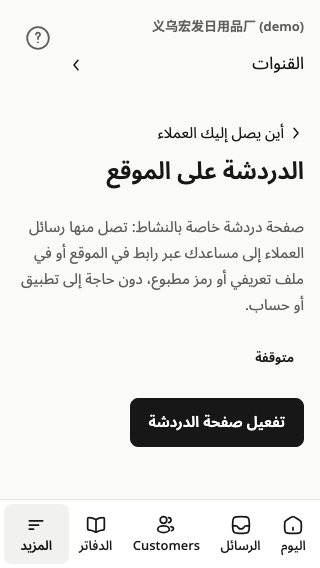 义乌宏发日用品厂 (demo)
القنوات
أين يصل إليك العملاء
الدردشة على الموقع
صفحة دردشة خاصة بالنشاط: تصل منها رسائل
العملاء إلى مساعدك عبر رابط في الموقع أو في
ملف تعريفي أو رمز مطبوع، دون حاجة إلى تطبيق
أو حساب.
متوقفة
تفعيل صفحة الدردشة
اليوم
الرسائل
Customers
الدفاتر
المزيد